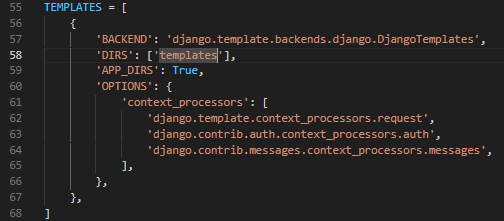 55 TEMPLATES = [
56     {
57         'BACKEND': 'django.template.backends.django.DjangoTemplates',
58         'DIRS': ['templates'],
59         'APP_DIRS': True,
60         'OPTIONS': {
61             'context_processors': [
62                 'django.template.context_processors.request',
63                 'django.contrib.auth.context_processors.auth',
64                 'django.contrib.messages.context_processors.messages',
65             ],
66         },
67     },
68 ]